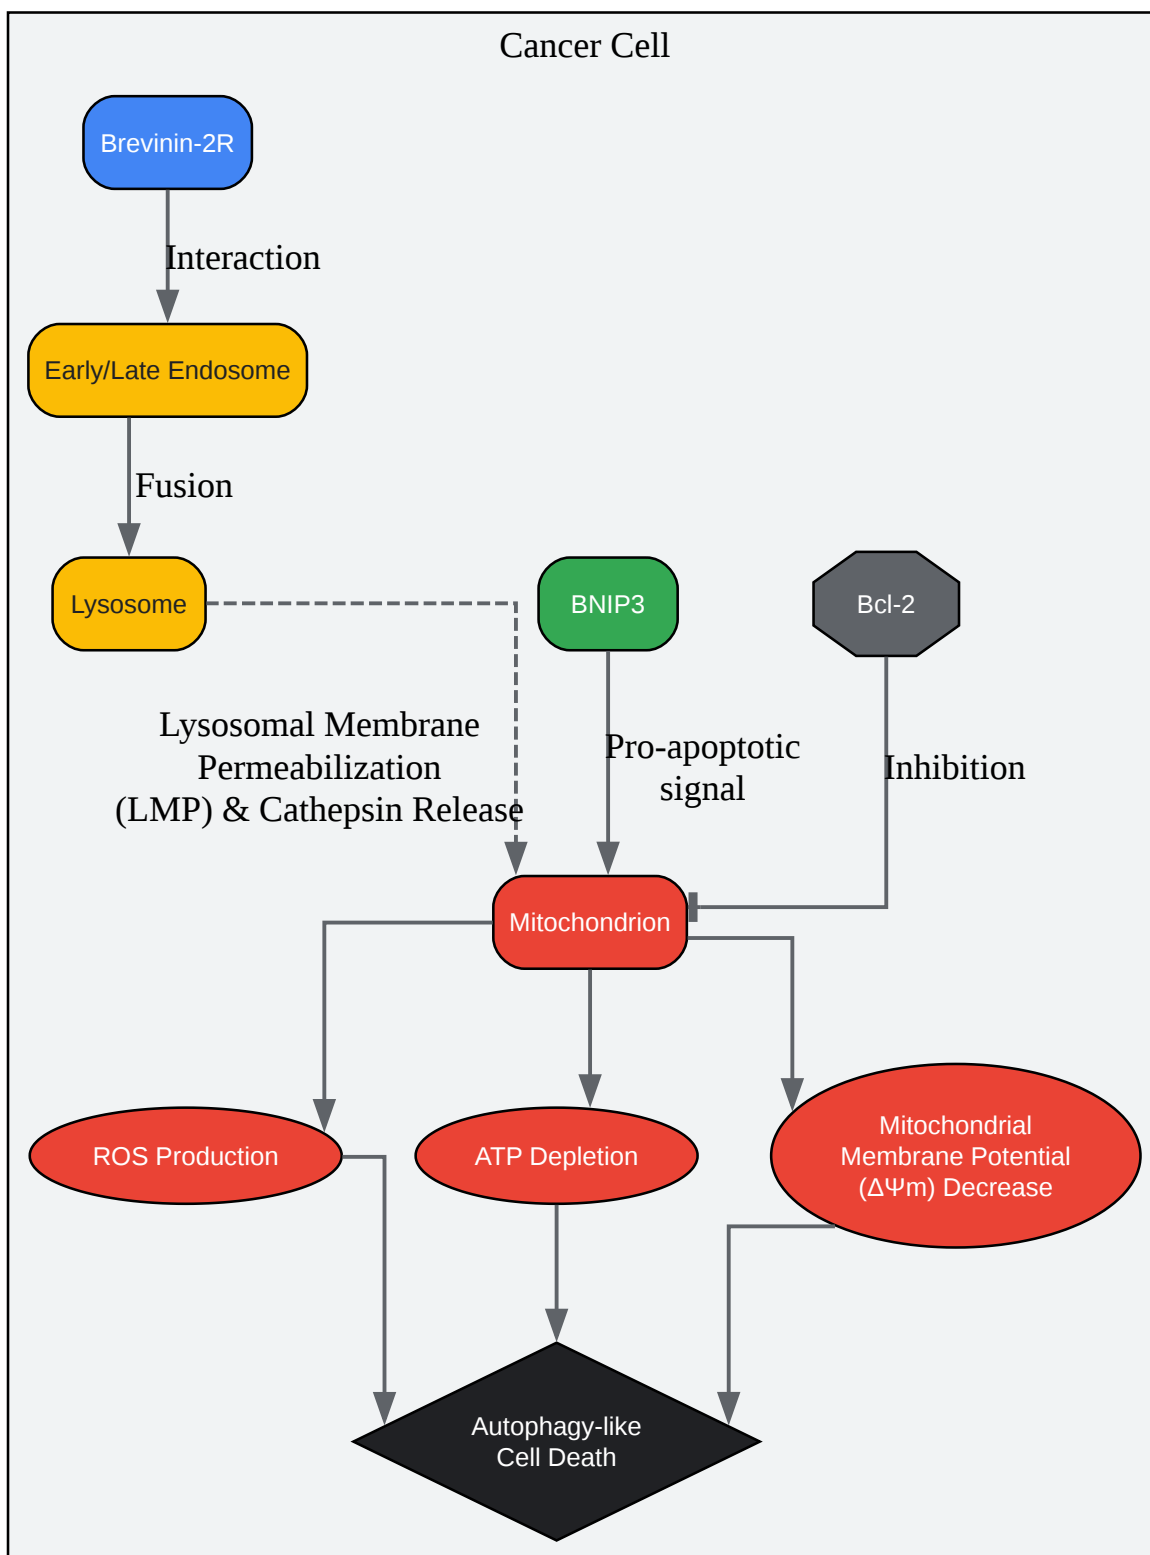 Cancer Cell
Brevinin-2R
Interaction
Early/Late Endosome
Fusion
Lysosome
BNIP3
Bcl-2
Lysosomal Membrane
Permeabilization
(LMP) & Cathepsin Release
Pro-apoptotic
signal
Inhibition
Mitochondrion
ROS Production
ATP Depletion
Mitochondrial
Membrane Potential
(ΔΨm) Decrease
Autophagy-like
Cell Death